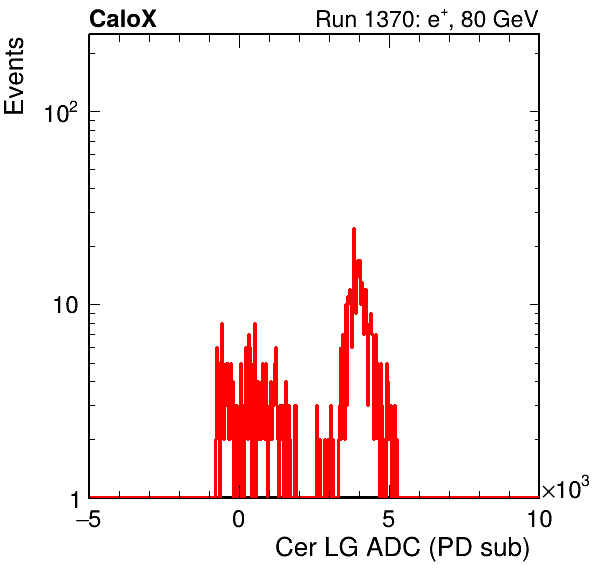 CaloX Run 1370: e⁺, 80 GeV
Events
10²
10
1
−5 0 5 10
×10³
Cer LG ADC (PD sub)